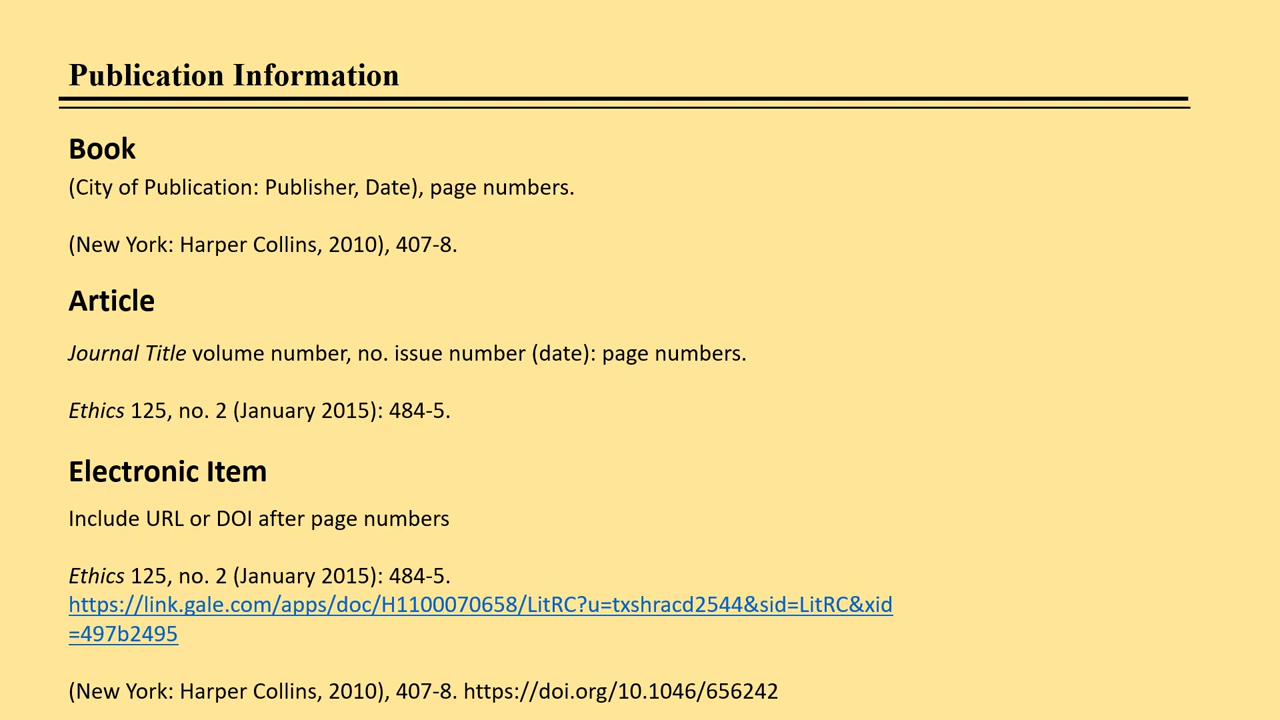 Publication Information
Book
(City of Publication: Publisher, Date), page numbers.
(New York: Harper Collins, 2010), 407-8.
Article
Journal Title volume number, no. issue number (date): page numbers.
Ethics 125, no. 2 (January 2015): 484-5.
Electronic Item
Include URL or DOI after page numbers
Ethics 125, no. 2 (January 2015): 484-5.
https://link.gale.com/apps/doc/H1100070658/LitRC?u=txshracd2544&sid=LitRC&xid
=497b2495
(New York: Harper Collins, 2010), 407-8. https://doi.org/10.1046/656242